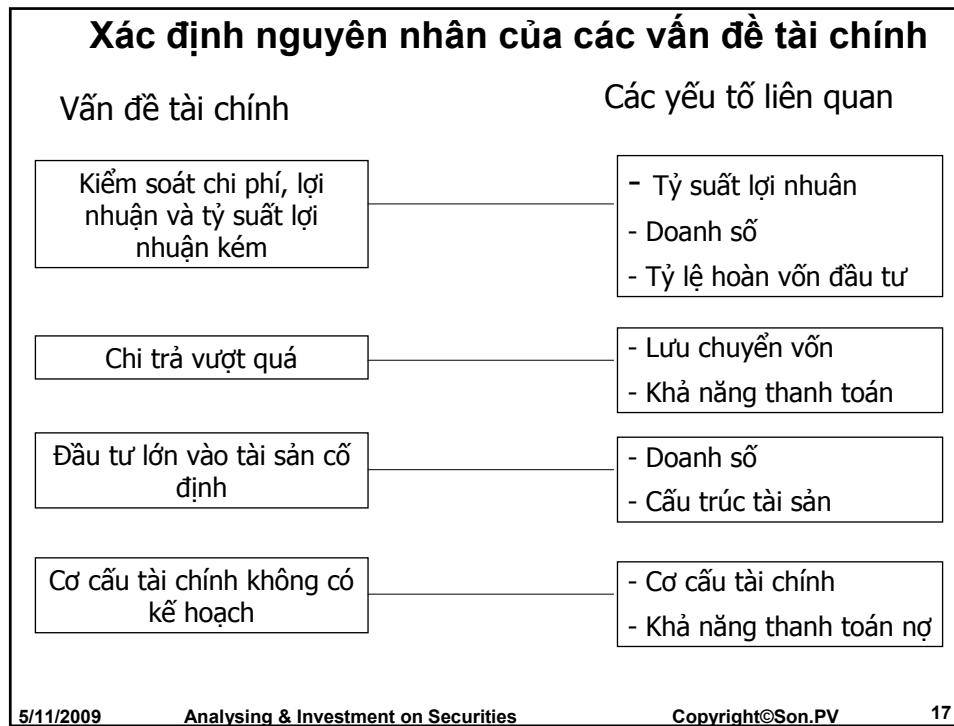 Xác định nguyên nhân của các vấn đề tài chính
Vấn đề tài chính
Các yếu tố liên quan
Kiểm soát chi phí, lợi
nhuận và tỷ suất lợi
nhuận kém
- Tỷ suất lợi nhuân
- Doanh số
- Tỷ lệ hoàn vốn đầu tư
Chi trả vượt quá
- Lưu chuyển vốn
- Khả năng thanh toán
Đầu tư lớn vào tài sản cố
định
- Doanh số
- Cấu trúc tài sản
Cơ cấu tài chính không có
kế hoạch
- Cơ cấu tài chính
- Khả năng thanh toán nợ
5/11/2009 Analysing & Investment on Securities Copyright©Son.PV 17